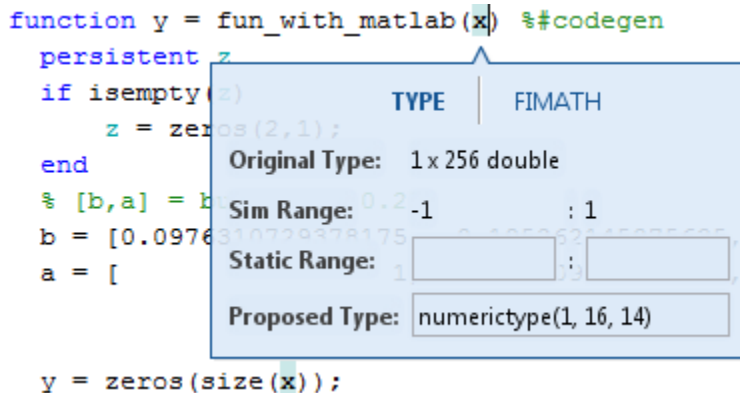 function y = fun_with_matlab(x) %#codegen
persistent z
if isempty(z)
z = zeros(2,1);
end
% [b,a] = b
b = [0.0976310729378175
a = [
y = zeros(size(x));
TYPE FIMATH
Original Type: 1 x 256 double
Sim Range: -1 : 1
Static Range: :
Proposed Type: numerictype(1, 16, 14)